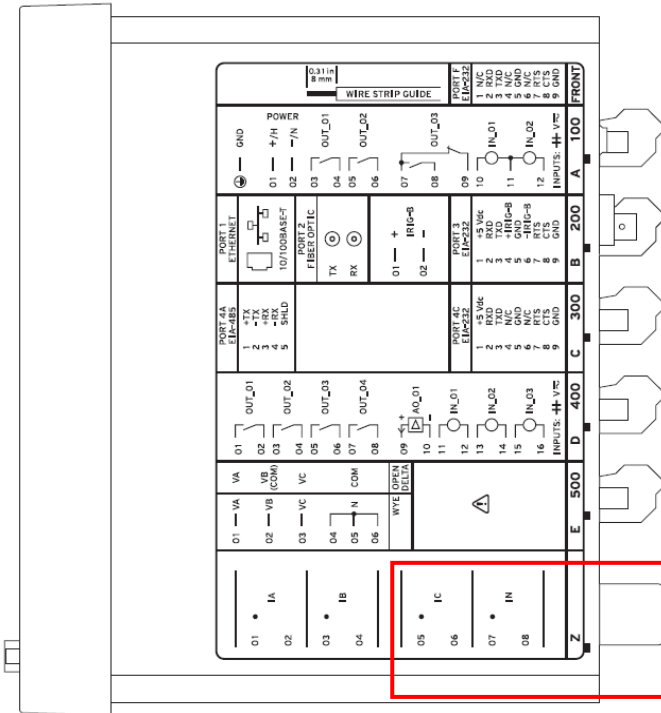 0.31 in
8 mm
WIRE STRIP GUIDE
PORT F
EIA-232
1 N/C
2 RXD
3 TXD
4 N/C
5 GND
6 N/C
7 RTS
8 CTS
9 GND
FRONT
GND
POWER
01 +/H
02 −/N
OUT_01
03
04
OUT_02
05
06
OUT_03
07
08
09
IN_01
10
11
IN_02
12
INPUTS:
A 100
PORT 1
ETHERNET
10/100BASE-T
PORT 2
FIBER OPTIC
TX
RX
IRIG-B
01 +
02 −
PORT 3
EIA-232
1 +5 Vdc
2 RXD
3 TXD
4 +IRIG-B
5 GND
6 −IRIG-B
7 RTS
8 CTS
9 GND
B 200
PORT 4A
EIA-485
1 +TX
2 -TX
3 +RX
4 -RX
5 SHLD
PORT 4C
EIA-232
1 +5 Vdc
2 RXD
3 TXD
4 N/C
5 GND
6 N/C
7 RTS
8 CTS
9 GND
C 300
OUT_01
01
02
OUT_02
03
04
OUT_03
05
06
OUT_04
07
08
AO_01
09 +
10 −
IN_01
11
12
IN_02
13
14
IN_03
15
16
INPUTS:
D 400
VA
VB
(COM)
VC
COM
OPEN
DELTA
01 VA
02 VB
03 VC
04
05 N
06
WYE
E 500
01 IA
02
03 IB
04
05 IC
06
07 IN
08
Z